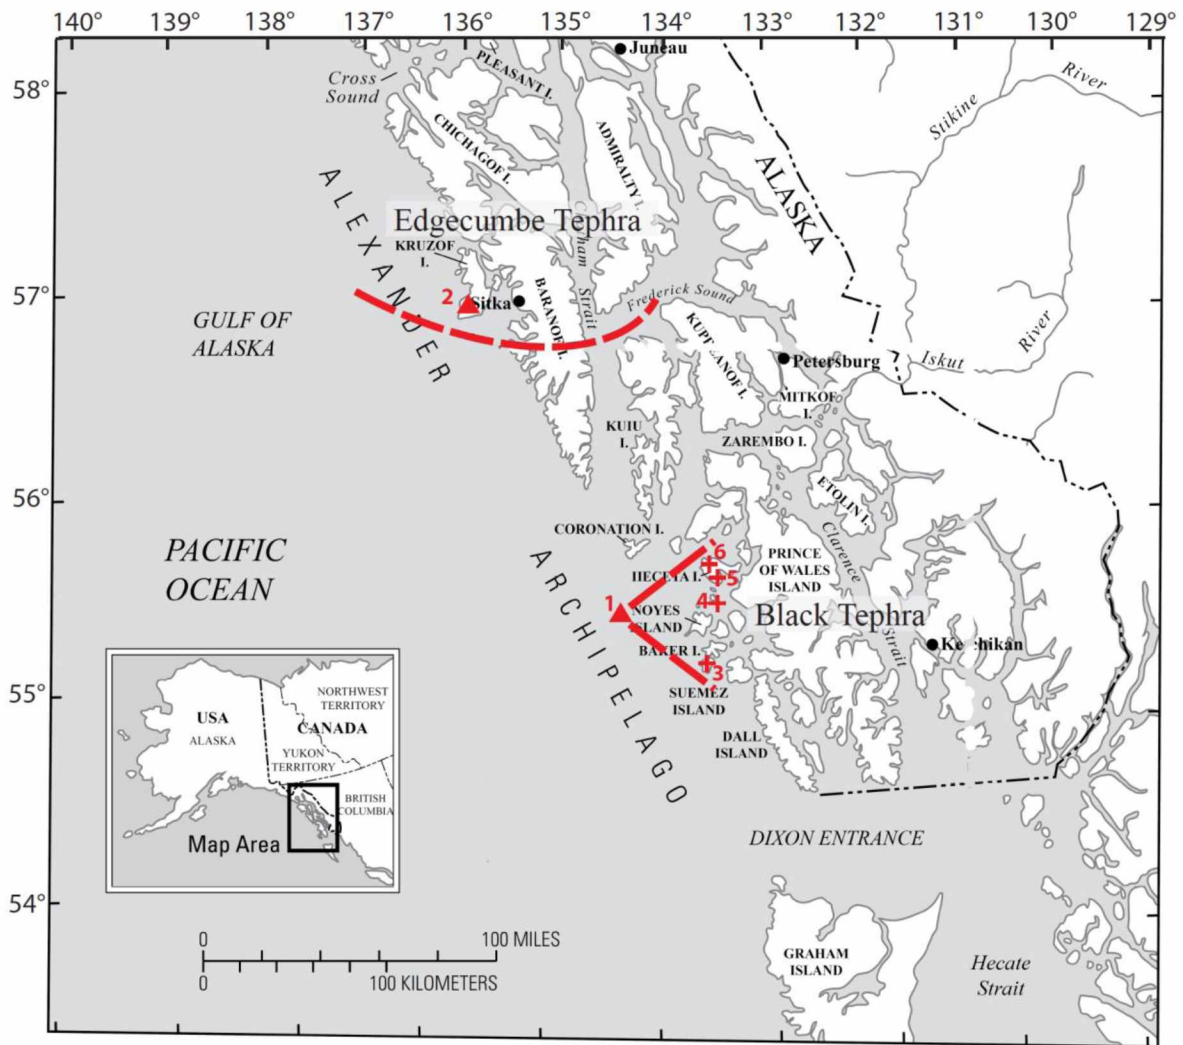 140° 137° 138° 137° 136° 135° 134° 133° 132° 131° 130° 129°
Juneau
PLEASANT I.
Cross
Sound
58°
River
Stikine
CHICHAGOF I.
ADMIRALTY I.
ALASKA
ALEXANDER
Edgecumbe Tephra
KRUZOF
I.
Strait
57°
2
Sitka
BARANOF I.
Frederick Sound
GULF OF
ALASKA
River
Iskut
Petersburg
MITKOF
I.
KUIU
I.
ZAREMBO I.
ETOLIN I.
56°
CORONATION I.
Clarence
Strait
PACIFIC
OCEAN
ARCHIPELAGO
6
PRINCE
OF WALES
ISLAND
5
1
4
NOYES
Black Tephra
BAKER I.
3
55°
SUEMEZ
ISLAND
DALL
ISLAND
NORTHWEST
TERRITORY
USA
ALASKA
CANADA
YUKON
TERRITORY
BRITISH
COLUMBIA
Map Area
DIXON ENTRANCE
54°
0 100 MILES
0 100 KILOMETERS
GRAHAM
ISLAND
Hecate
Strait